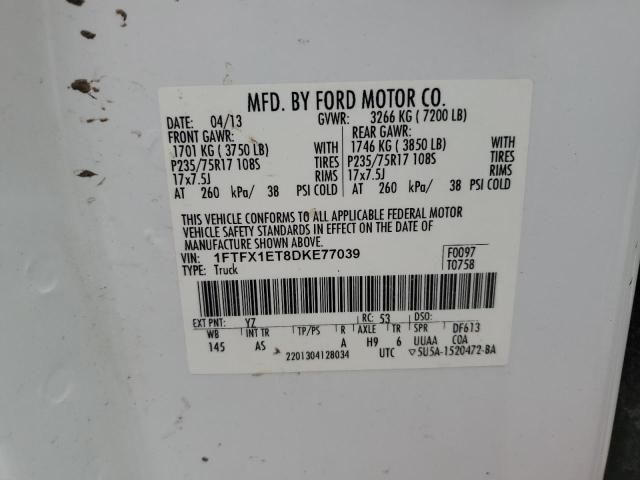 MFD. BY FORD MOTOR CO.
DATE: 04/13 GVWR: 3266 KG ( 7200 LB)
FRONT GAWR: REAR GAWR:
1701 KG ( 3750 LB) WITH 1746 KG ( 3850 LB) WITH
P235/75R17 108S TIRES P235/75R17 108S TIRES
17x7.5J RIMS 17x7.5J RIMS
AT 260 kPa/ 38 PSI COLD AT 260 kPa/ 38 PSI COLD
THIS VEHICLE CONFORMS TO ALL APPLICABLE FEDERAL MOTOR
VEHICLE SAFETY STANDARDS IN EFFECT ON THE DATE OF
MANUFACTURE SHOWN ABOVE.
VIN: 1FTFX1ET8DKE77039 F0097
TYPE: Truck T0758
EXT PNT: YZ RC: 53 DSO:
WB INT TR TP/PS R AXLE TR SPR DF613
145 AS A H9 6 UUAA COA
2201304128034 UTC ▽5U5A-1520472-BA